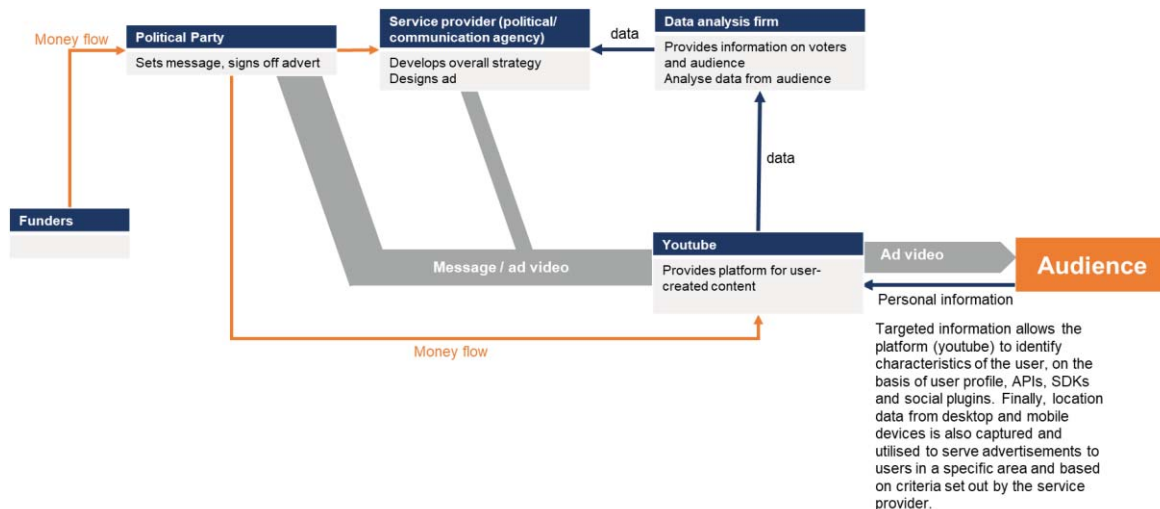 Money flow
Political Party
Sets message, signs off advert
Service provider (political/
communication agency)
Develops overall strategy
Designs ad
data
Data analysis firm
Provides information on voters
and audience
Analyse data from audience
data
Funders
Message / ad video
Youtube
Provides platform for user-
created content
Ad video
Audience
Personal information
Money flow
Targeted information allows the
platform (youtube) to identify
characteristics of the user, on the
basis of user profile, APIs, SDKs
and social plugins. Finally, location
data from desktop and mobile
devices is also captured and
utilised to serve advertisements to
users in a specific area and based
on criteria set out by the service
provider.